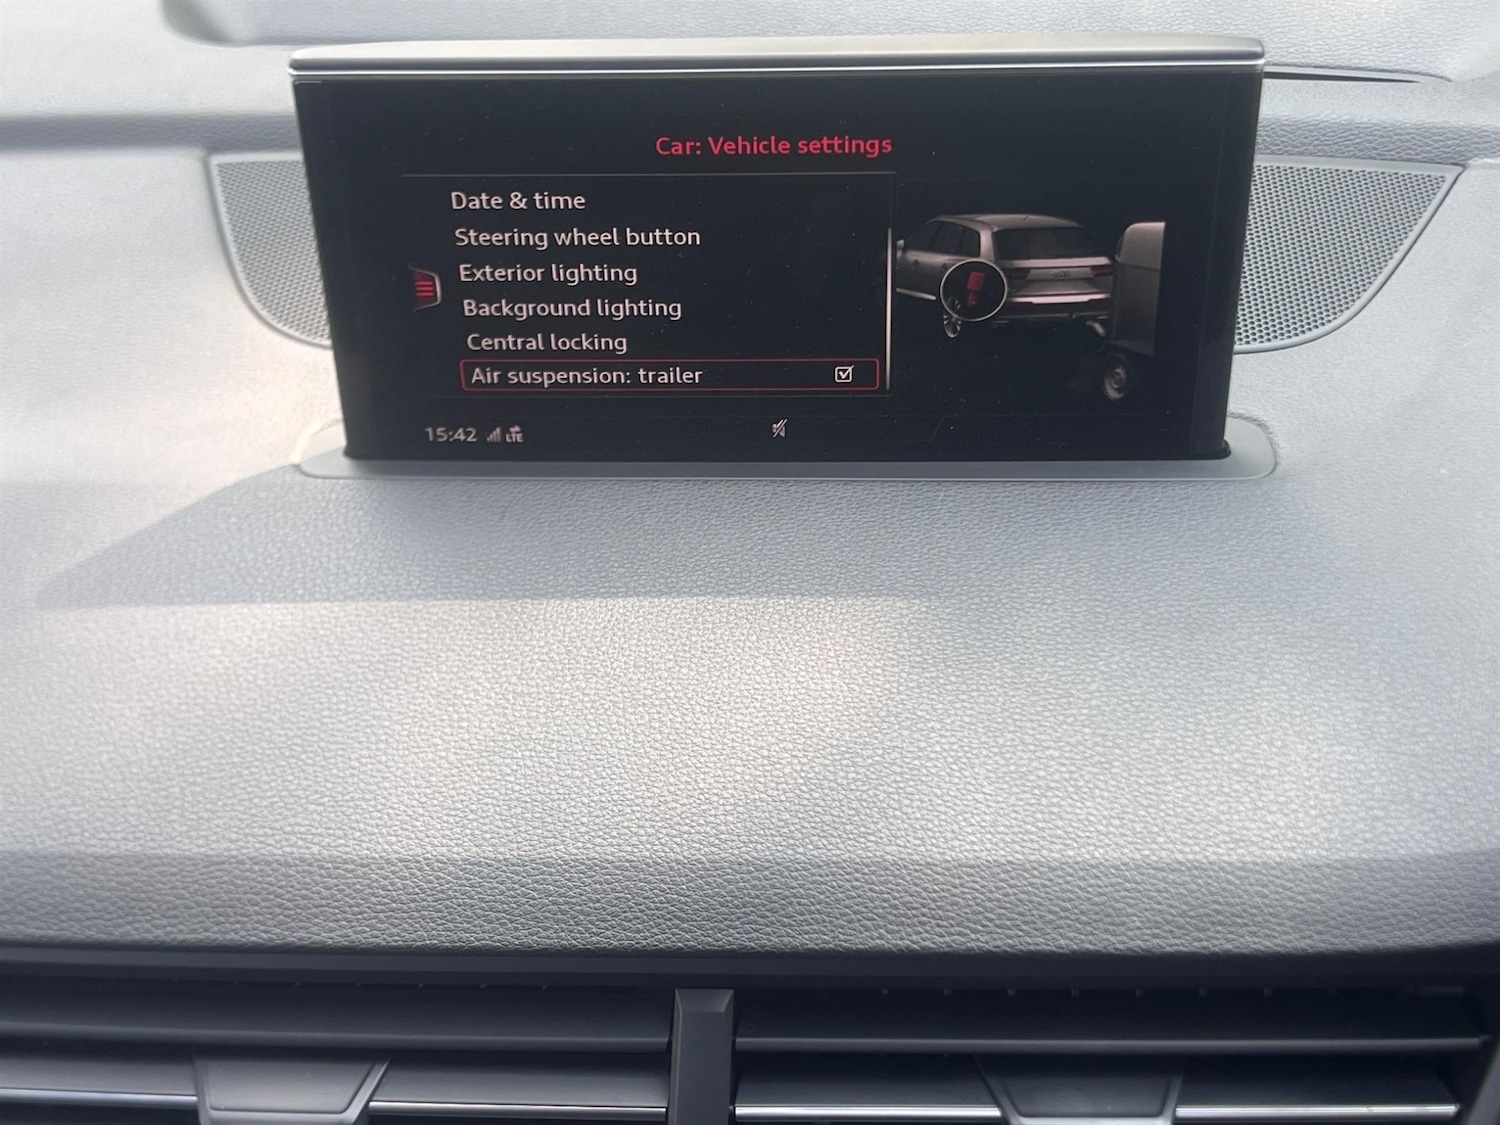 Car: Vehicle settings
Date & time
Steering wheel button
Exterior lighting
Background lighting
Central locking
Air suspension: trailer
15:42 LTE